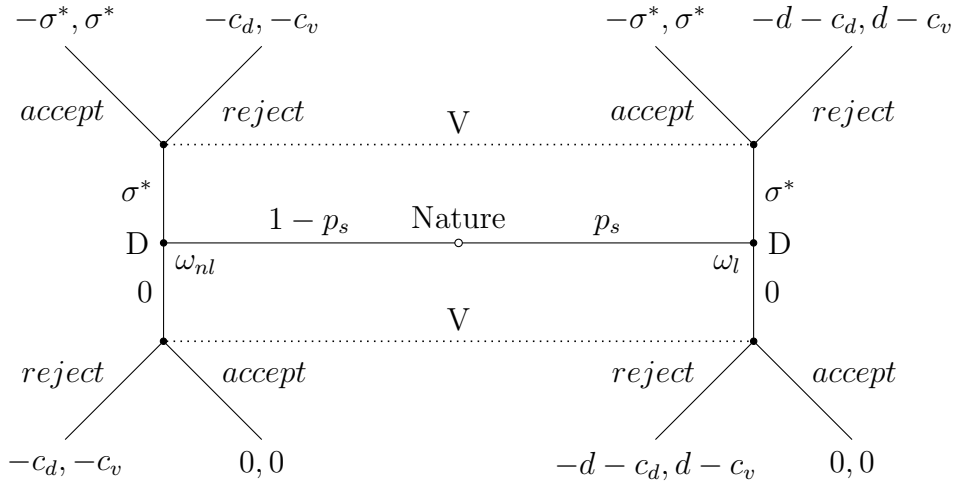 −σ*, σ* −c_d, −c_v −σ*, σ* −d − c_d, d − c_v
accept reject accept reject
V
σ* σ*
1 − p_s Nature p_s
D D
ω_nl ω_l
0 0
V
reject accept reject accept
−c_d, −c_v 0, 0 −d − c_d, d − c_v 0, 0